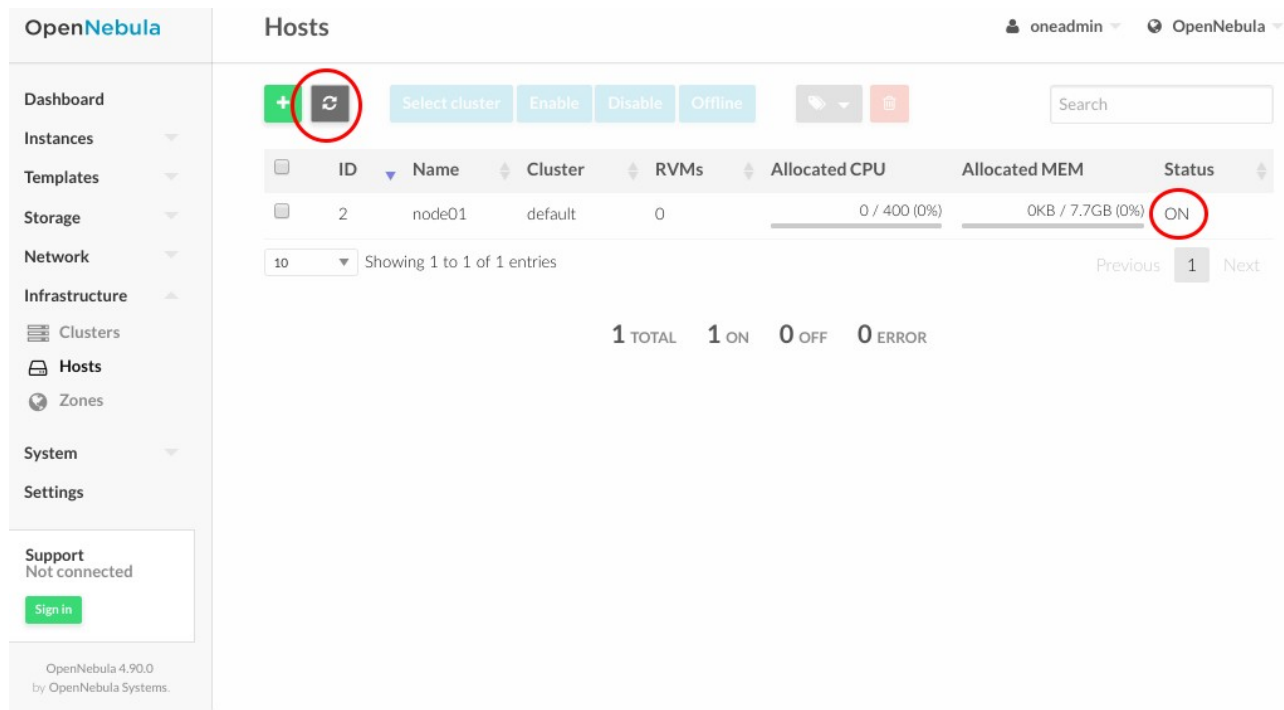 OpenNebula
Hosts
oneadmin
OpenNebula
Dashboard
Instances
Templates
Storage
Network
Infrastructure
Clusters
Hosts
Zones
System
Settings
Support
Not connected
Sign in
OpenNebula 4.90.0
by OpenNebula Systems.
+ Select cluster Enable Disable Offline Search
ID Name Cluster RVMs Allocated CPU Allocated MEM Status
2 node01 default 0 0 / 400 (0%) 0KB / 7.7GB (0%) ON
10 Showing 1 to 1 of 1 entries Previous 1 Next
1 TOTAL 1 ON 0 OFF 0 ERROR